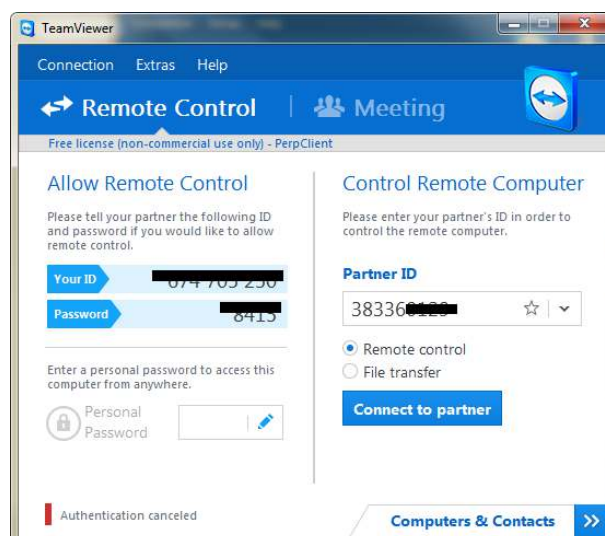 TeamViewer
Connection Extras Help
Remote Control Meeting
Free license (non-commercial use only) - PerpClient
Allow Remote Control
Please tell your partner the following ID
and password if you would like to allow
remote control.
Your ID
Password
Enter a personal password to access this
computer from anywhere.
Personal
Password
Control Remote Computer
Please enter your partner's ID in order to
control the remote computer.
Partner ID
38336
Remote control
File transfer
Connect to partner
Authentication canceled
Computers & Contacts